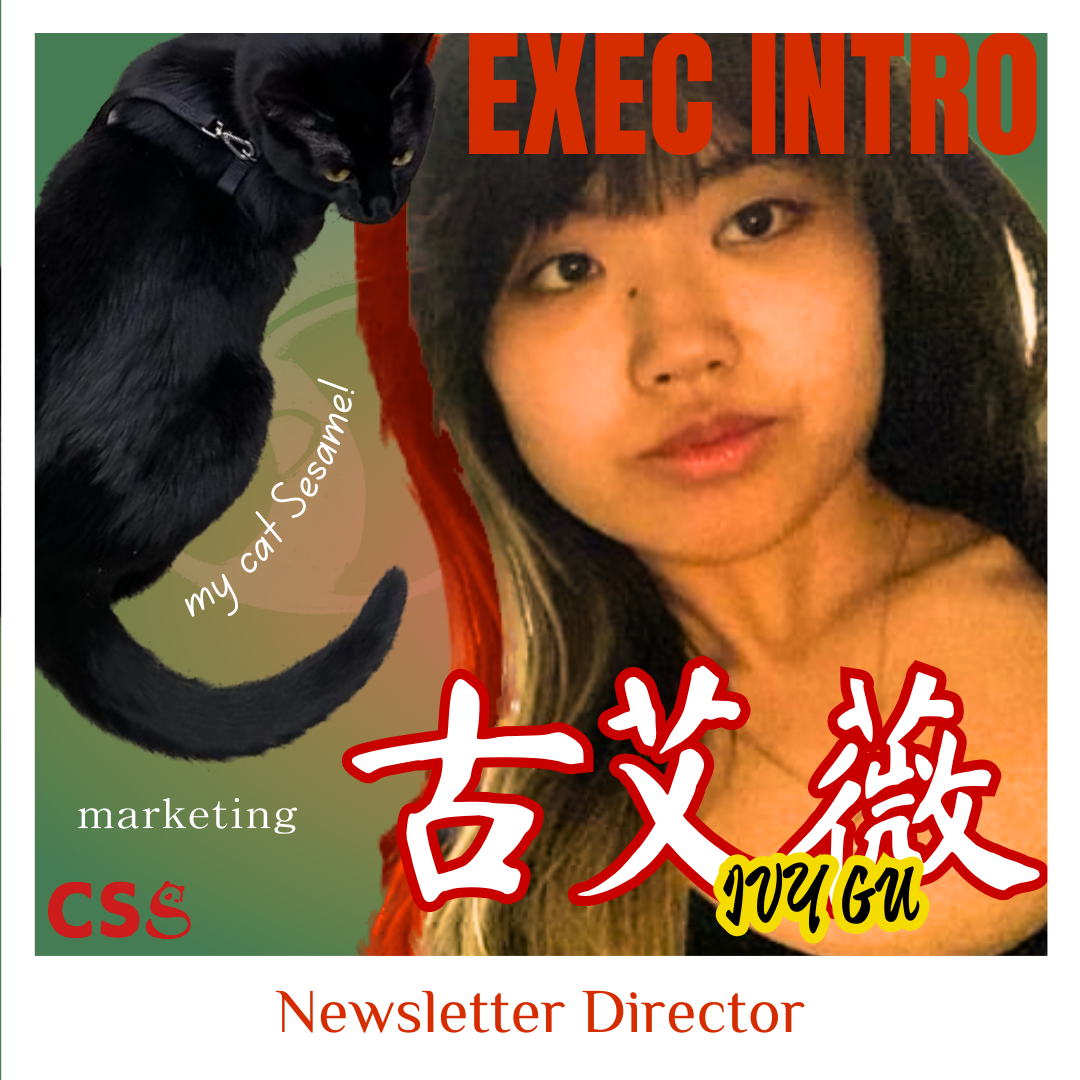 EXEC INTRO
my cat Sesame!
古艾薇
IVY GU
marketing
CSS
Newsletter Director